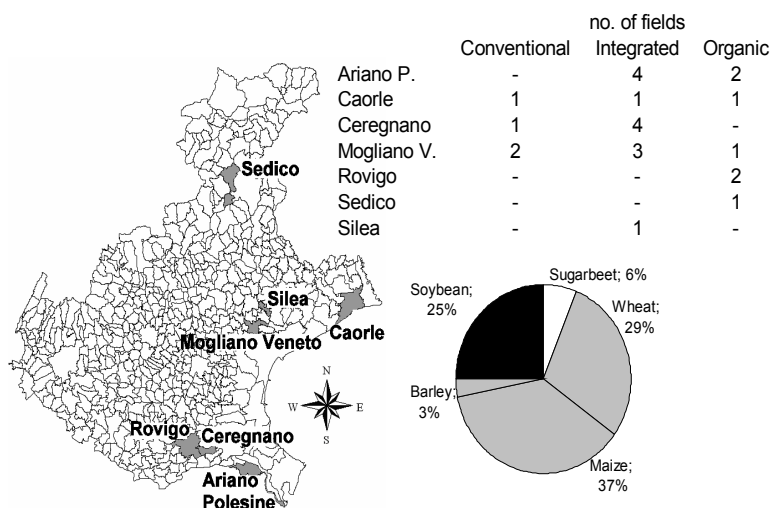 no. of fields
Conventional Integrated Organic
Ariano P. - 4 2
Caorle 1 1 1
Ceregnano 1 4 -
Mogliano V. 2 3 1
Rovigo - - 2
Sedico - - 1
Silea - 1 -
Sedico
Silea
Caorle
Mogliano Veneto
Rovigo
Ceregnano
Ariano
Polesine
N
W E
S
Sugarbeet; 6%
Soybean;
25%
Wheat;
29%
Barley;
3%
Maize;
37%